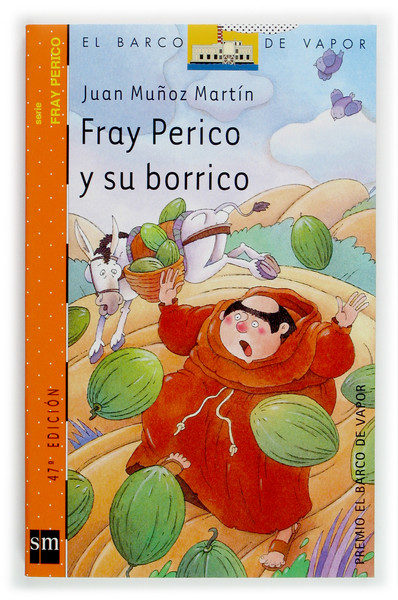 EL BARCO DE VAPOR
Juan Muñoz Martín
Fray Perico
y su borrico
serie
FRAY PERICO
47ª EDICIÓN
PREMIO EL BARCO DE VAPOR
sm